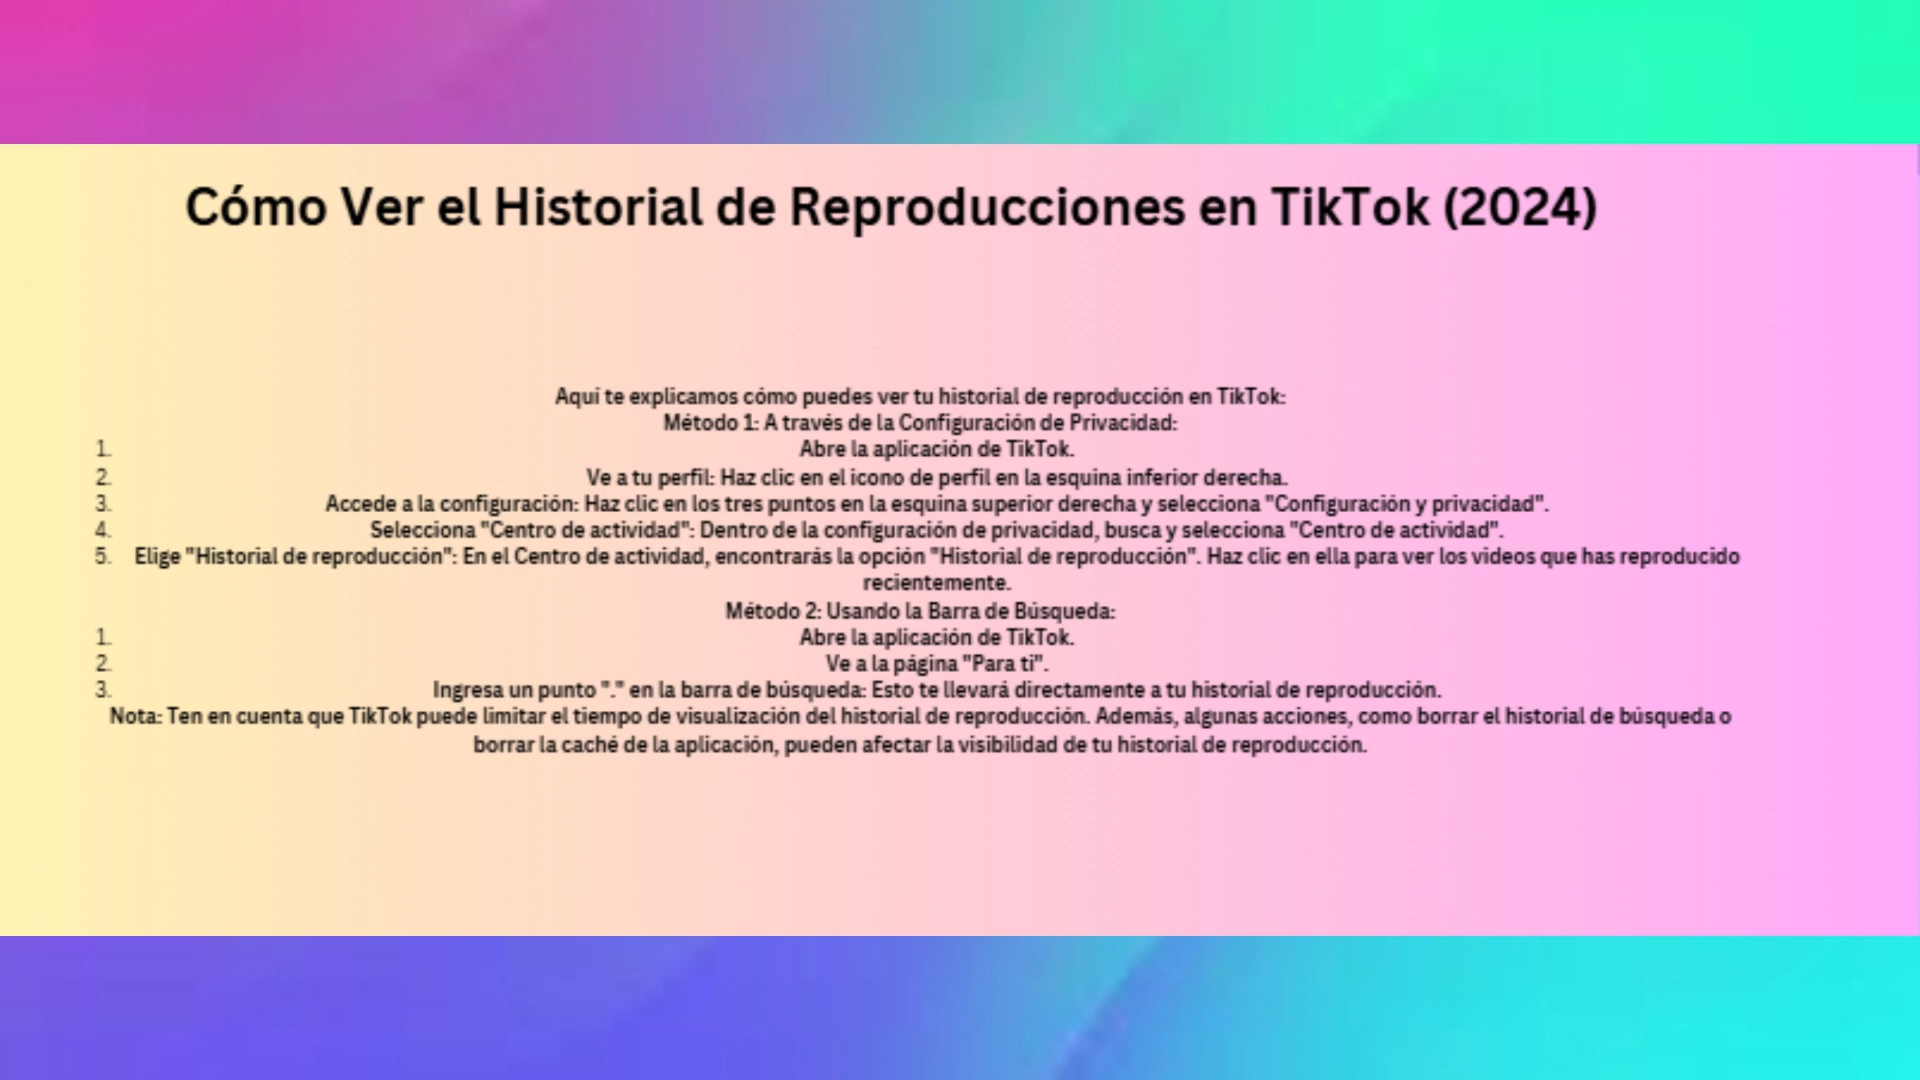 Cómo Ver el Historial de Reproducciones en TikTok (2024)
Aquí te explicamos cómo puedes ver tu historial de reproducción en TikTok:
Método 1: A través de la Configuración de Privacidad:
1. Abre la aplicación de TikTok.
2. Ve a tu perfil: Haz clic en el icono de perfil en la esquina inferior derecha.
3. Accede a la configuración: Haz clic en los tres puntos en la esquina superior derecha y selecciona "Configuración y privacidad".
4. Selecciona "Centro de actividad": Dentro de la configuración de privacidad, busca y selecciona "Centro de actividad".
5. Elige "Historial de reproducción": En el Centro de actividad, encontrarás la opción "Historial de reproducción". Haz clic en ella para ver los videos que has reproducido
recientemente.
Método 2: Usando la Barra de Búsqueda:
1. Abre la aplicación de TikTok.
2. Ve a la página "Para ti".
3. Ingresa un punto "." en la barra de búsqueda: Esto te llevará directamente a tu historial de reproducción.
Nota: Ten en cuenta que TikTok puede limitar el tiempo de visualización del historial de reproducción. Además, algunas acciones, como borrar el historial de búsqueda o
borrar la caché de la aplicación, pueden afectar la visibilidad de tu historial de reproducción.